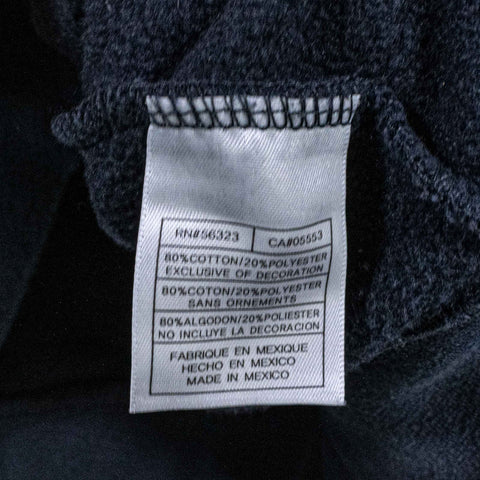 RN#56323 CA#05553
80%COTTON/20%POLYESTER
EXCLUSIVE OF DECORATION
80%COTON/20%POLYESTER
SANS ORNEMENTS
80%ALGODON/20%POLIESTER
NO INCLUYE LA DECORACION
FABRIQUE EN MEXIQUE
HECHO EN MEXICO
MADE IN MEXICO